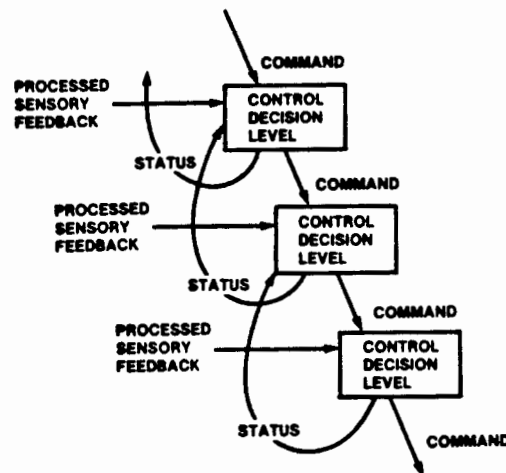 COMMAND
PROCESSED
SENSORY
FEEDBACK
CONTROL
DECISION
LEVEL
STATUS
COMMAND
PROCESSED
SENSORY
FEEDBACK
CONTROL
DECISION
LEVEL
STATUS
COMMAND
PROCESSED
SENSORY
FEEDBACK
CONTROL
DECISION
LEVEL
STATUS
COMMAND